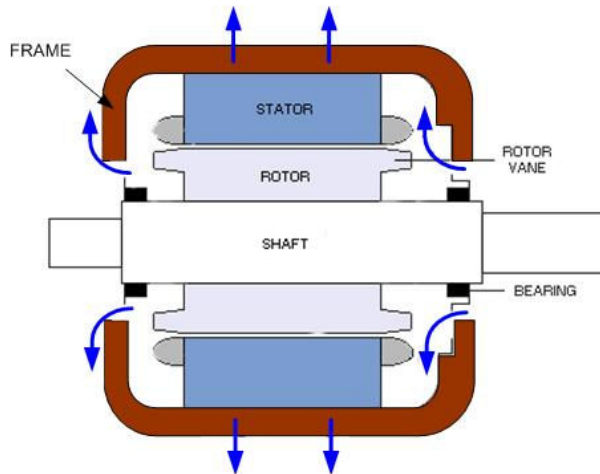 FRAME
STATOR
ROTOR
VANE
ROTOR
SHAFT
BEARING